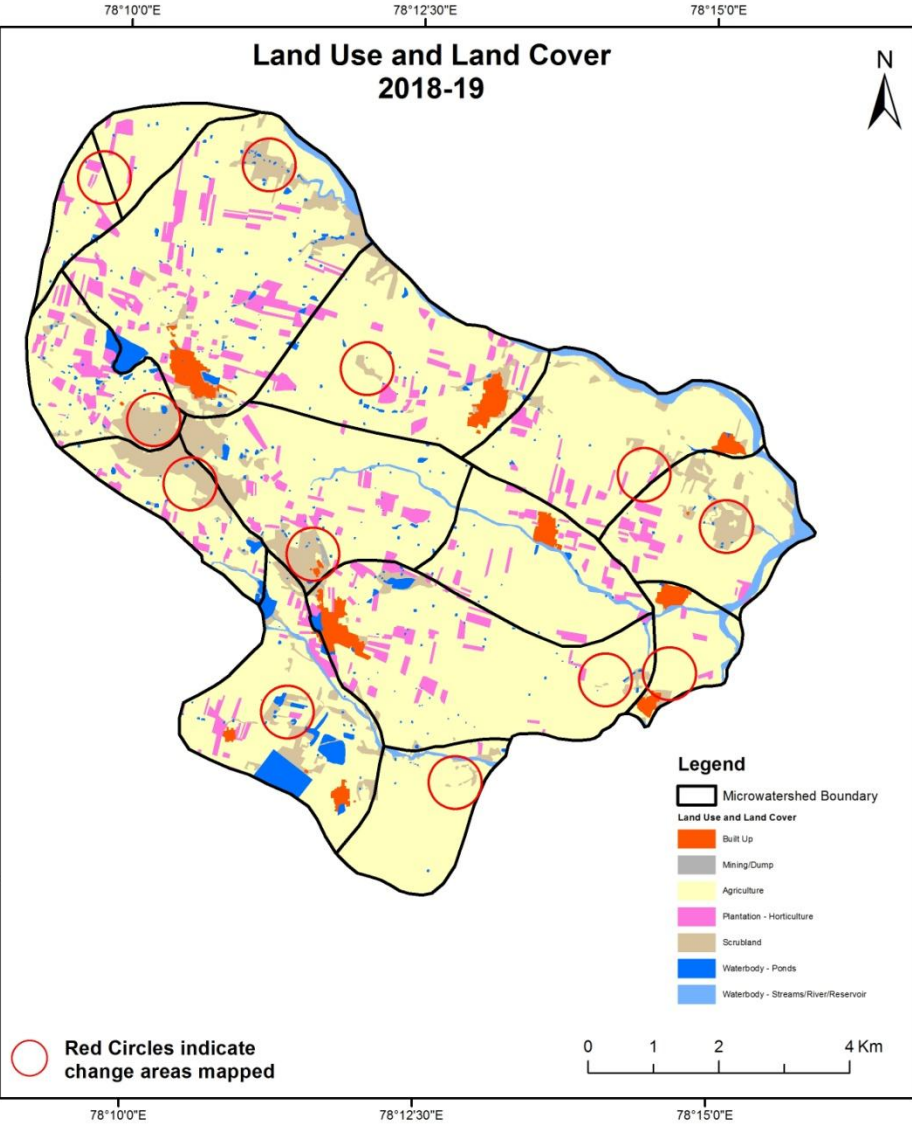 78°10'0"E 78°12'30"E 78°15'0"E
Land Use and Land Cover
2018-19
N
Legend
Microwatershed Boundary
Land Use and Land Cover
Built Up
Mining/Dump
Agriculture
Plantation - Horticulture
Scrubland
Waterbody - Ponds
Waterbody - Streams/River/Reservoir
Red Circles indicate
change areas mapped
0 1 2 4 Km
78°10'0"E 78°12'30"E 78°15'0"E